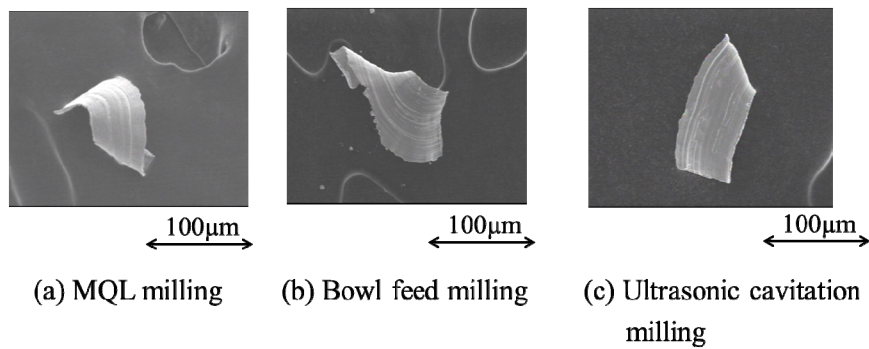 100μm
100μm
100μm
(a) MQL milling
(b) Bowl feed milling
(c) Ultrasonic cavitation
milling